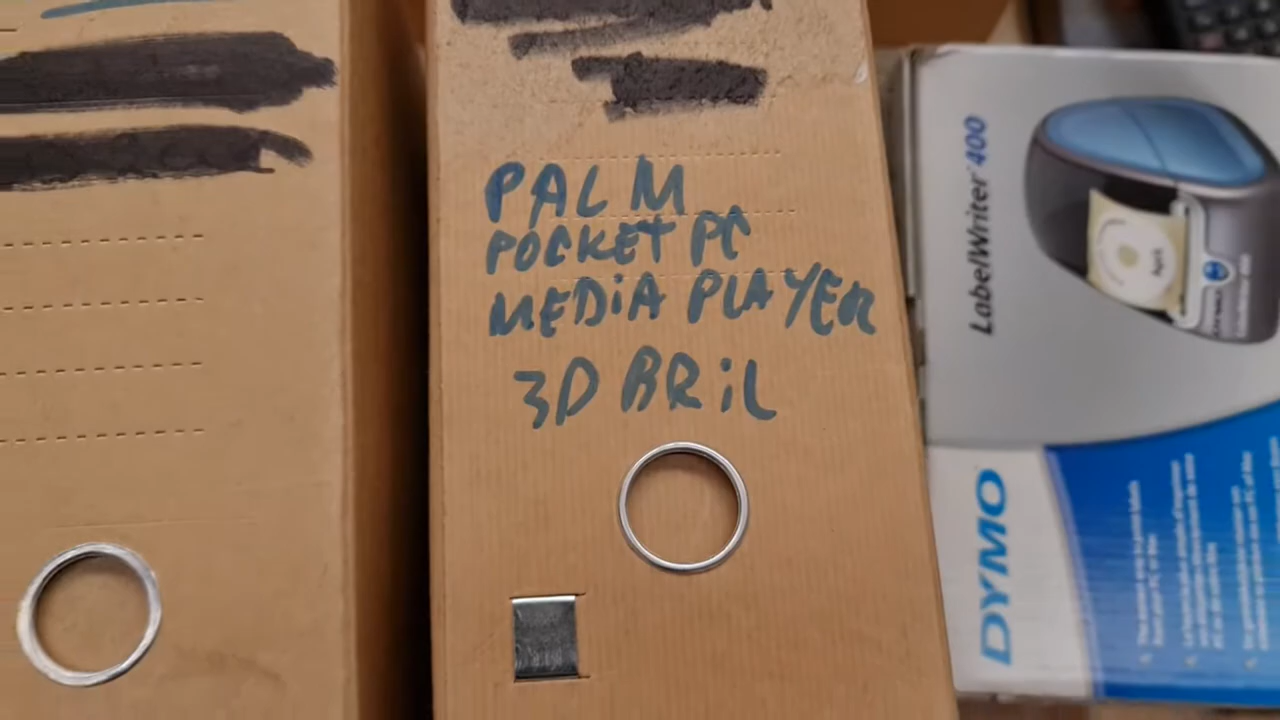 PALM
POCKET PC
MEDIA PLAYER
3D BRiL
LabelWriter 400
DYMO